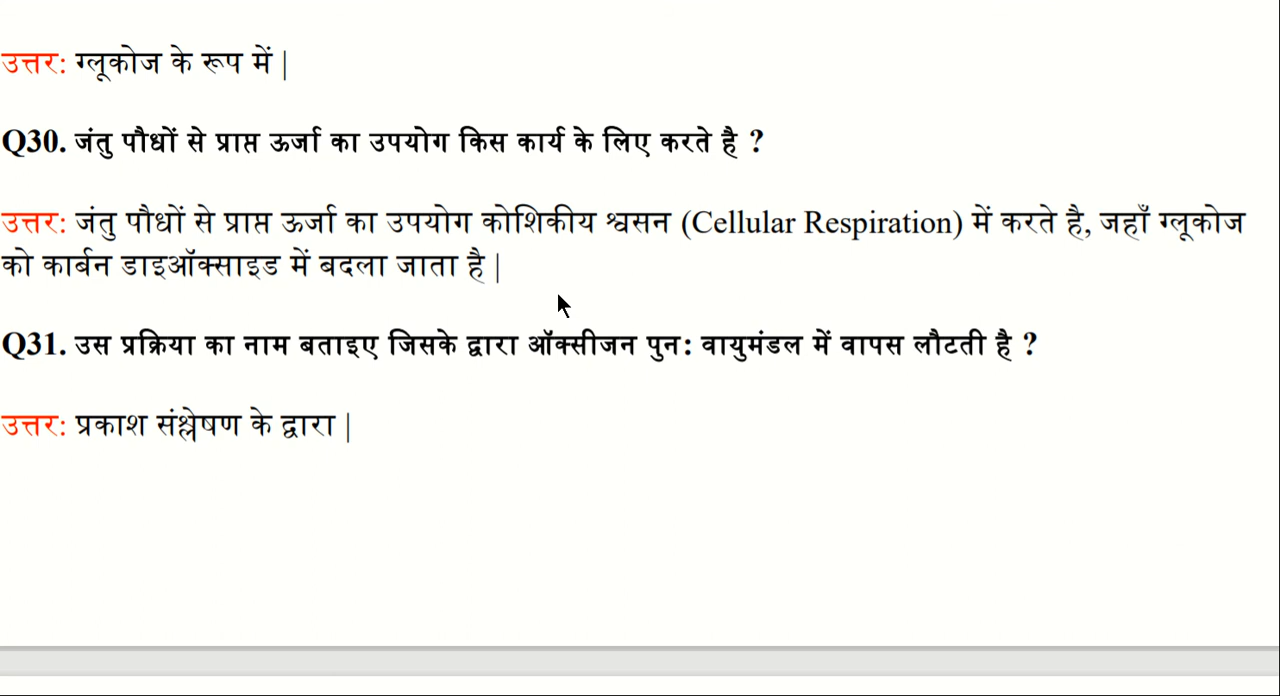 उत्तर: ग्लूकोज के रूप में |
Q30. जंतु पौधों से प्राप्त ऊर्जा का उपयोग किस कार्य के लिए करते है ?
उत्तर: जंतु पौधों से प्राप्त ऊर्जा का उपयोग कोशिकीय श्वसन (Cellular Respiration) में करते है, जहाँ ग्लूकोज
को कार्बन डाइऑक्साइड में बदला जाता है |
Q31. उस प्रक्रिया का नाम बताइए जिसके द्वारा ऑक्सीजन पुन: वायुमंडल में वापस लौटती है ?
उत्तर: प्रकाश संश्लेषण के द्वारा |